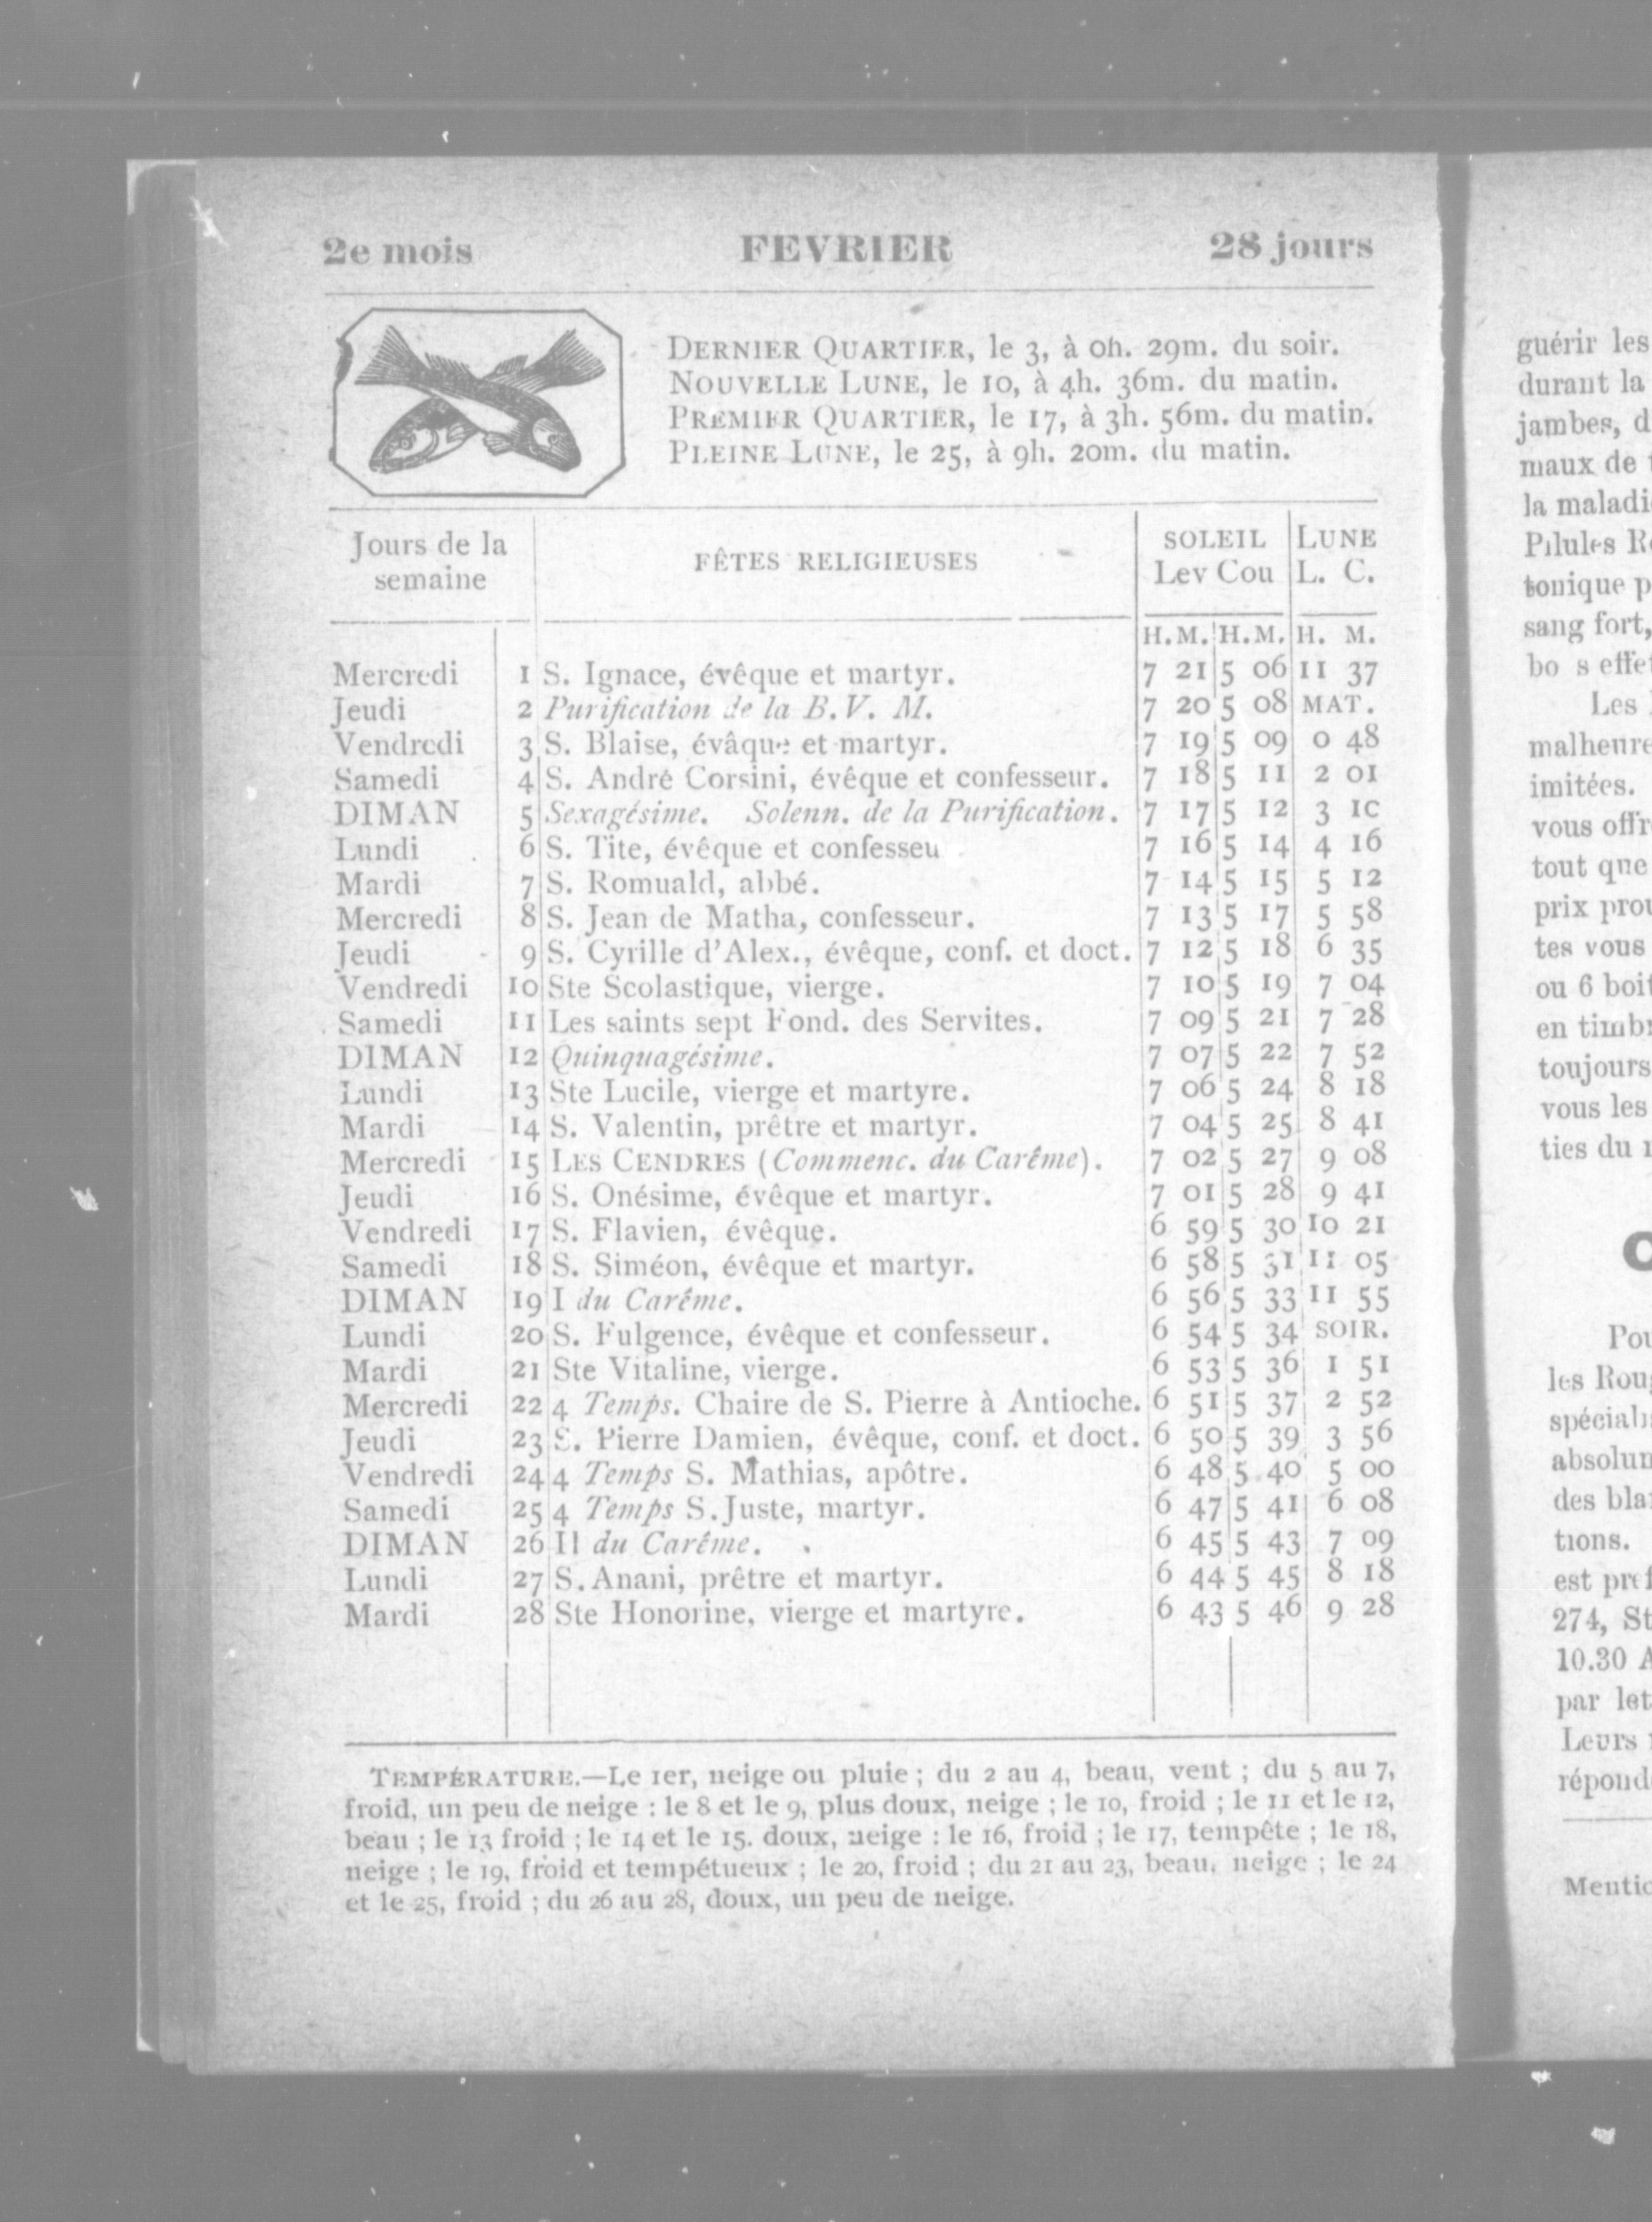 2e mois FEVRIER 28 jours
DERNIER QUARTIER, le 3, à 0h. 29m. du soir.
NOUVELLE LUNE, le 10, à 4h. 36m. du matin.
PREMIER QUARTIER, le 17, à 3h. 56m. du matin.
PLEINE LUNE, le 25, à 9h. 20m. du matin.
Jours de la semaine FÊTES RELIGIEUSES SOLEIL LUNE
Lev Cou L. C.
H. M. H. M. H. M.
Mercredi 1 S. Ignace, évêque et martyr. 7 21 5 06 11 37
Jeudi 2 Purification de la B. V. M. 7 20 5 08 MAT.
Vendredi 3 S. Blaise, évâque et martyr. 7 19 5 09 0 48
Samedi 4 S. André Corsini, évêque et confesseur. 7 18 5 11 2 01
DIMAN 5 Sexagésime. Solenn. de la Purification. 7 17 5 12 3 1c
Lundi 6 S. Tite, évêque et confesseu 7 16 5 14 4 16
Mardi 7 S. Romuald, abbé. 7 14 5 15 5 12
Mercredi 8 S. Jean de Matha, confesseur. 7 13 5 17 5 58
Jeudi 9 S. Cyrille d'Alex., évêque, conf. et doct. 7 12 5 18 6 35
Vendredi 10 Ste Scolastique, vierge. 7 10 5 19 7 04
Samedi 11 Les saints sept Fond. des Servites. 7 09 5 21 7 28
DIMAN 12 Quinquagésime. 7 07 5 22 7 52
Lundi 13 Ste Lucile, vierge et martyre. 7 06 5 24 8 18
Mardi 14 S. Valentin, prêtre et martyr. 7 04 5 25 8 41
Mercredi 15 LES CENDRES (Commenc. du Carême). 7 02 5 27 9 08
Jeudi 16 S. Onésime, évêque et martyr. 7 01 5 28 9 41
Vendredi 17 S. Flavien, évêque. 6 59 5 30 10 21
Samedi 18 S. Siméon, évêque et martyr. 6 58 5 31 11 05
DIMAN 19 I du Carême. 6 56 5 33 11 55
Lundi 20 S. Fulgence, évêque et confesseur. 6 54 5 34 SOIR.
Mardi 21 Ste Vitaline, vierge. 6 53 5 36 1 51
Mercredi 22 4 Temps. Chaire de S. Pierre à Antioche. 6 51 5 37 2 52
Jeudi 23 S. Pierre Damien, évêque, conf. et doct. 6 50 5 39 3 56
Vendredi 24 4 Temps S. Mathias, apôtre. 6 48 5 40 5 00
Samedi 25 4 Temps S. Juste, martyr. 6 47 5 41 6 08
DIMAN 26 II du Carême. 6 45 5 43 7 09
Lundi 27 S. Anani, prêtre et martyr. 6 44 5 45 8 18
Mardi 28 Ste Honorine, vierge et martyre. 6 43 5 46 9 28
TEMPÉRATURE.—Le 1er, neige ou pluie ; du 2 au 4, beau, vent ; du 5 au 7,
froid, un peu de neige : le 8 et le 9, plus doux, neige ; le 10, froid ; le 11 et le 12,
beau ; le 13 froid ; le 14 et le 15. doux, neige : le 16, froid ; le 17, tempête ; le 18,
neige ; le 19, froid et tempétueux ; le 20, froid ; du 21 au 23, beau, neige ; le 24
et le 25, froid ; du 26 au 28, doux, un peu de neige.
guérir les
durant la
jambes, d
maux de
la maladi
Pilules R
tonique p
sang fort,
bo s effet
Les
malheure
imitées.
vous offr
tout que
prix prou
tes vous
ou 6 boit
en timbr
toujours
vous les
ties du
Pou
les Roug
spéciali
absolum
des bla
tions.
est pref
274, St
10.30 A
par let
Leurs
répond
Mentio